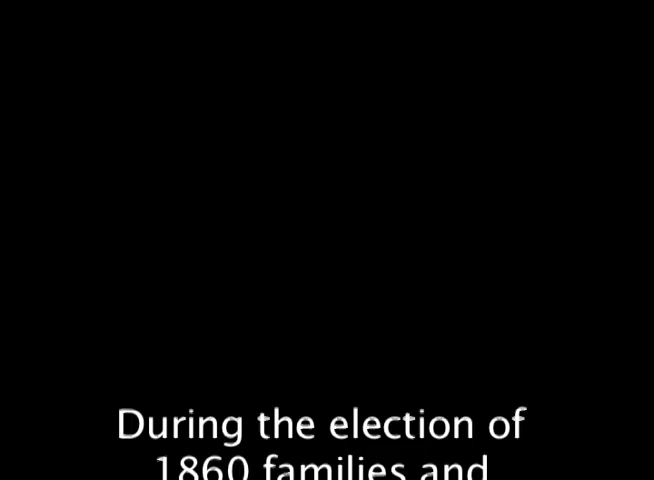 During the election of
1860 families and